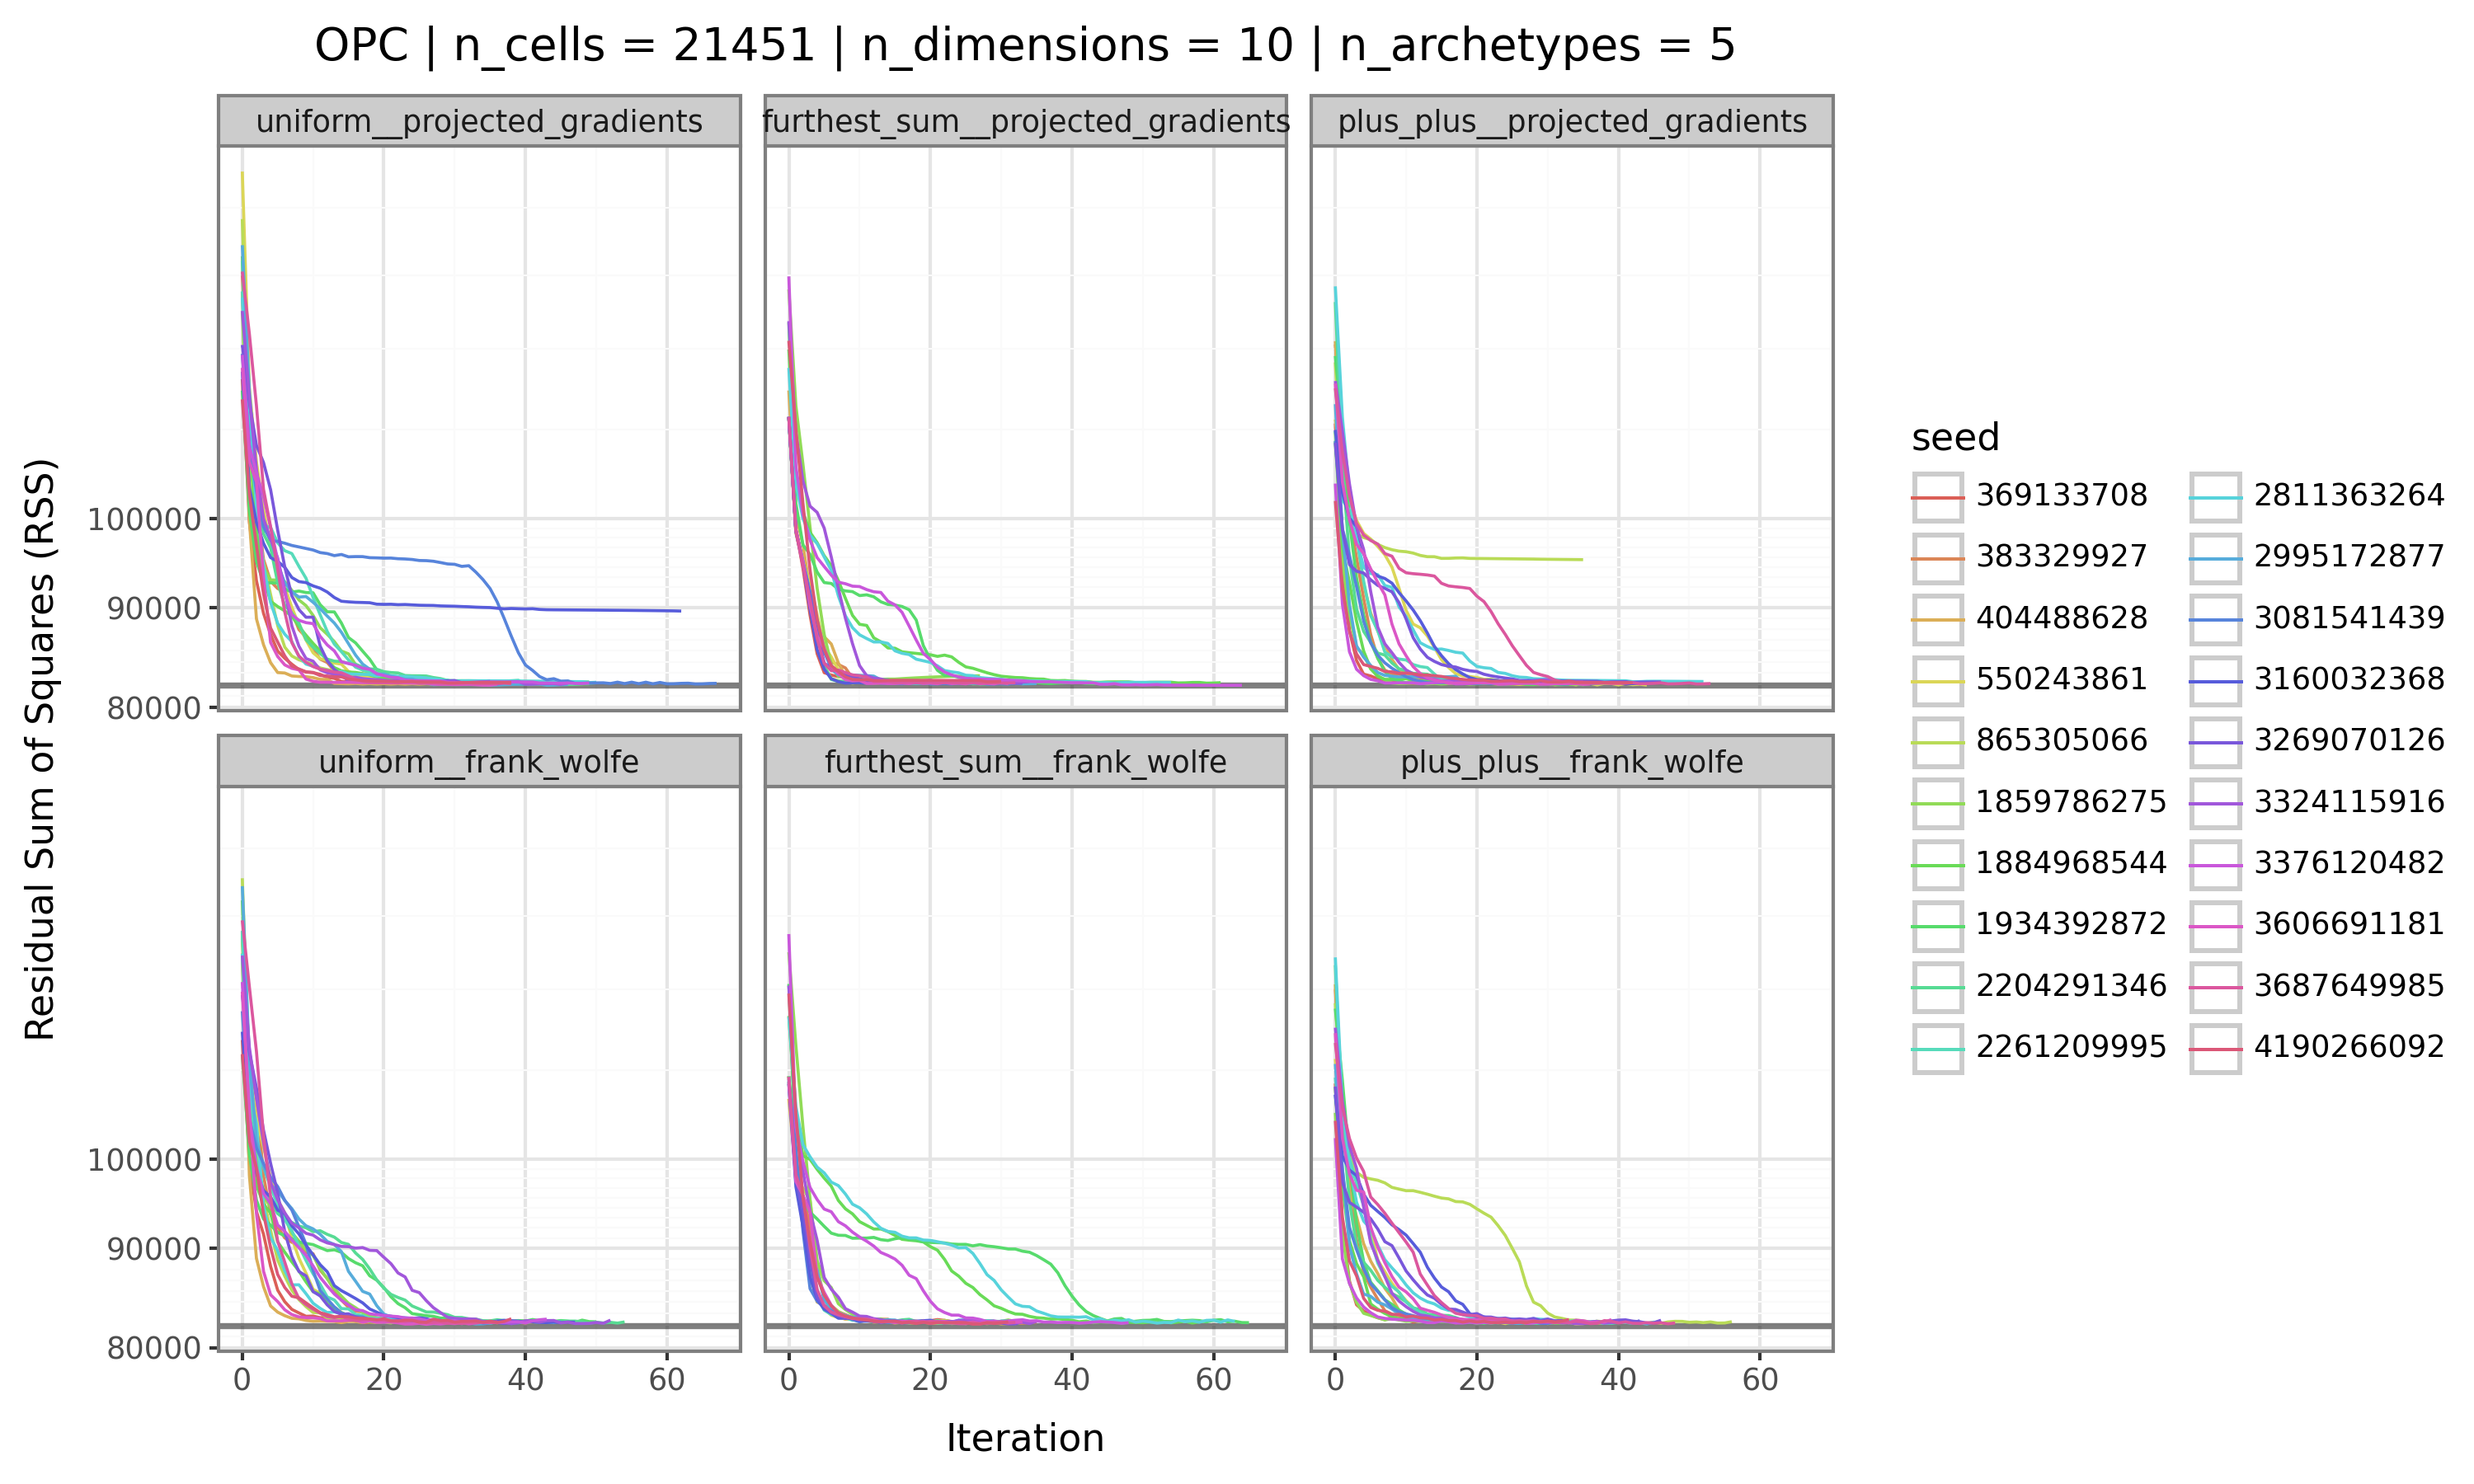 OPC | n_cells = 21451 | n_dimensions = 10 | n_archetypes = 5
uniform__projected_gradients
furthest_sum__projected_gradients
plus_plus__projected_gradients
100000
90000
80000
uniform__frank_wolfe
furthest_sum__frank_wolfe
plus_plus__frank_wolfe
100000
90000
80000
0 20 40 60
0 20 40 60
0 20 40 60
Iteration
Residual Sum of Squares (RSS)
seed
369133708
383329927
404488628
550243861
865305066
1859786275
1884968544
1934392872
2204291346
2261209995
2811363264
2995172877
3081541439
3160032368
3269070126
3324115916
3376120482
3606691181
3687649985
4190266092